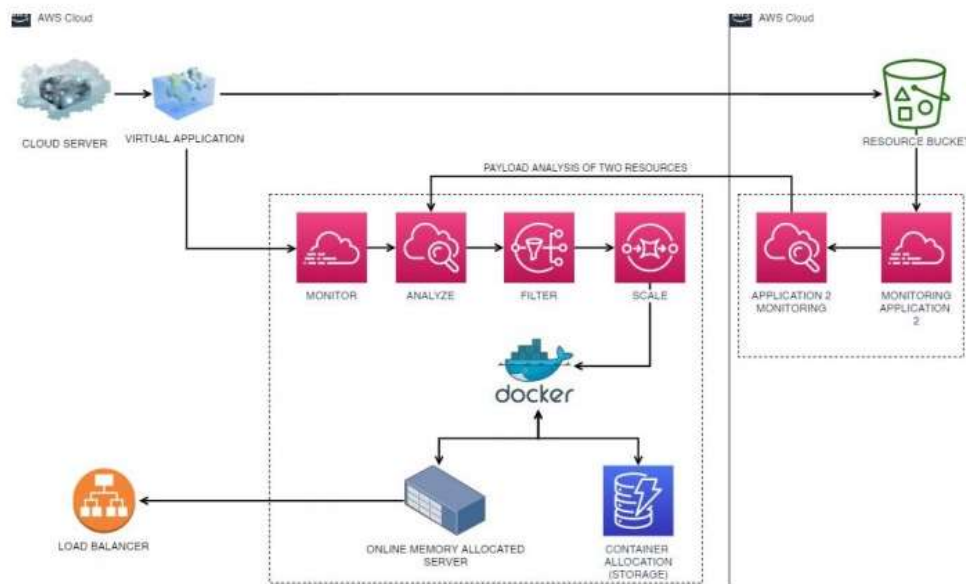 AWS Cloud
AWS Cloud
CLOUD SERVER
VIRTUAL APPLICATION
RESOURCE BUCKET
PAYLOAD ANALYSIS OF TWO RESOURCES
MONITOR
ANALYZE
FILTER
SCALE
APPLICATION 2
MONITORING
MONITORING
APPLICATION
2
docker
LOAD BALANCER
ONLINE MEMORY ALLOCATED
SERVER
CONTAINER
ALLOCATION
(STORAGE)